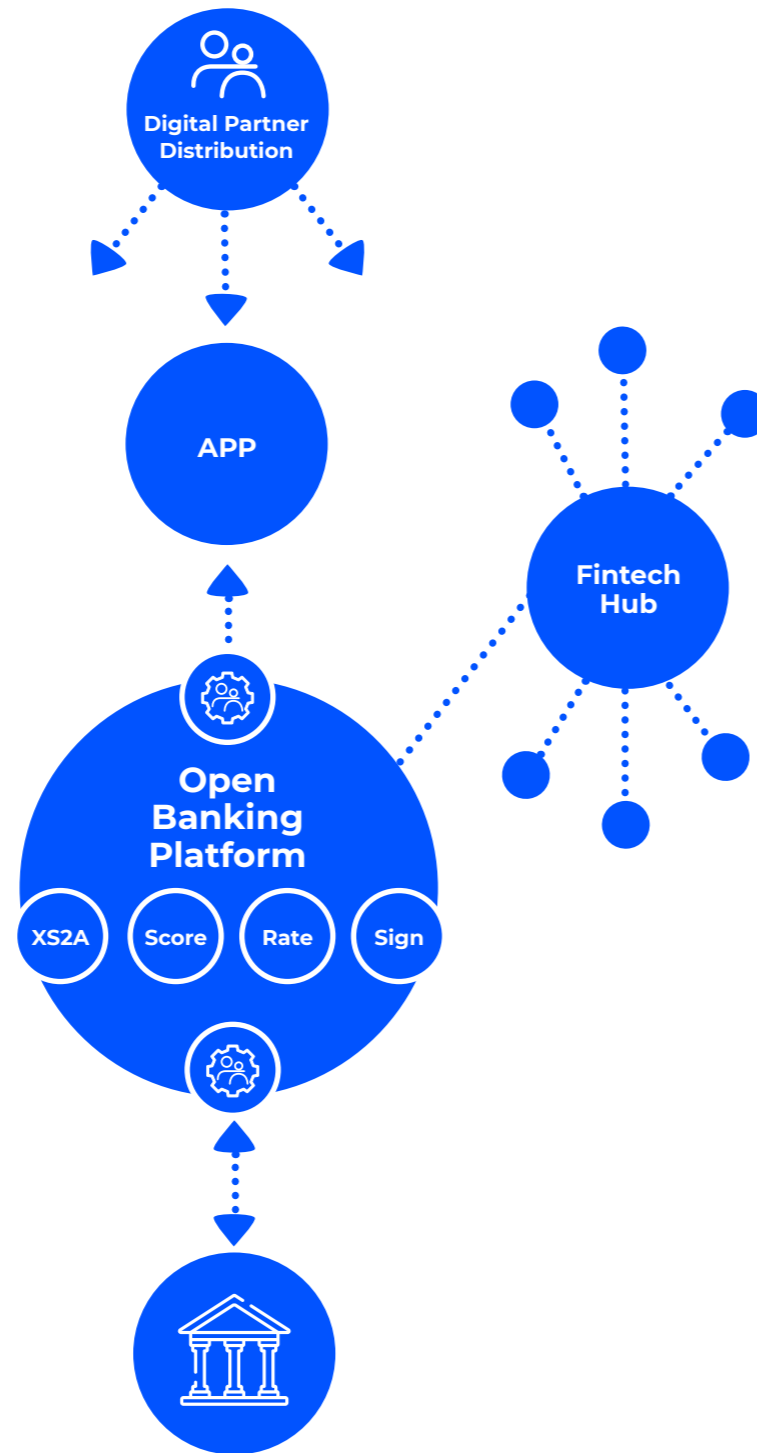 Digital Partner
Distribution
APP
Fintech
Hub
Open
Banking
Platform
XS2A
Score
Rate
Sign